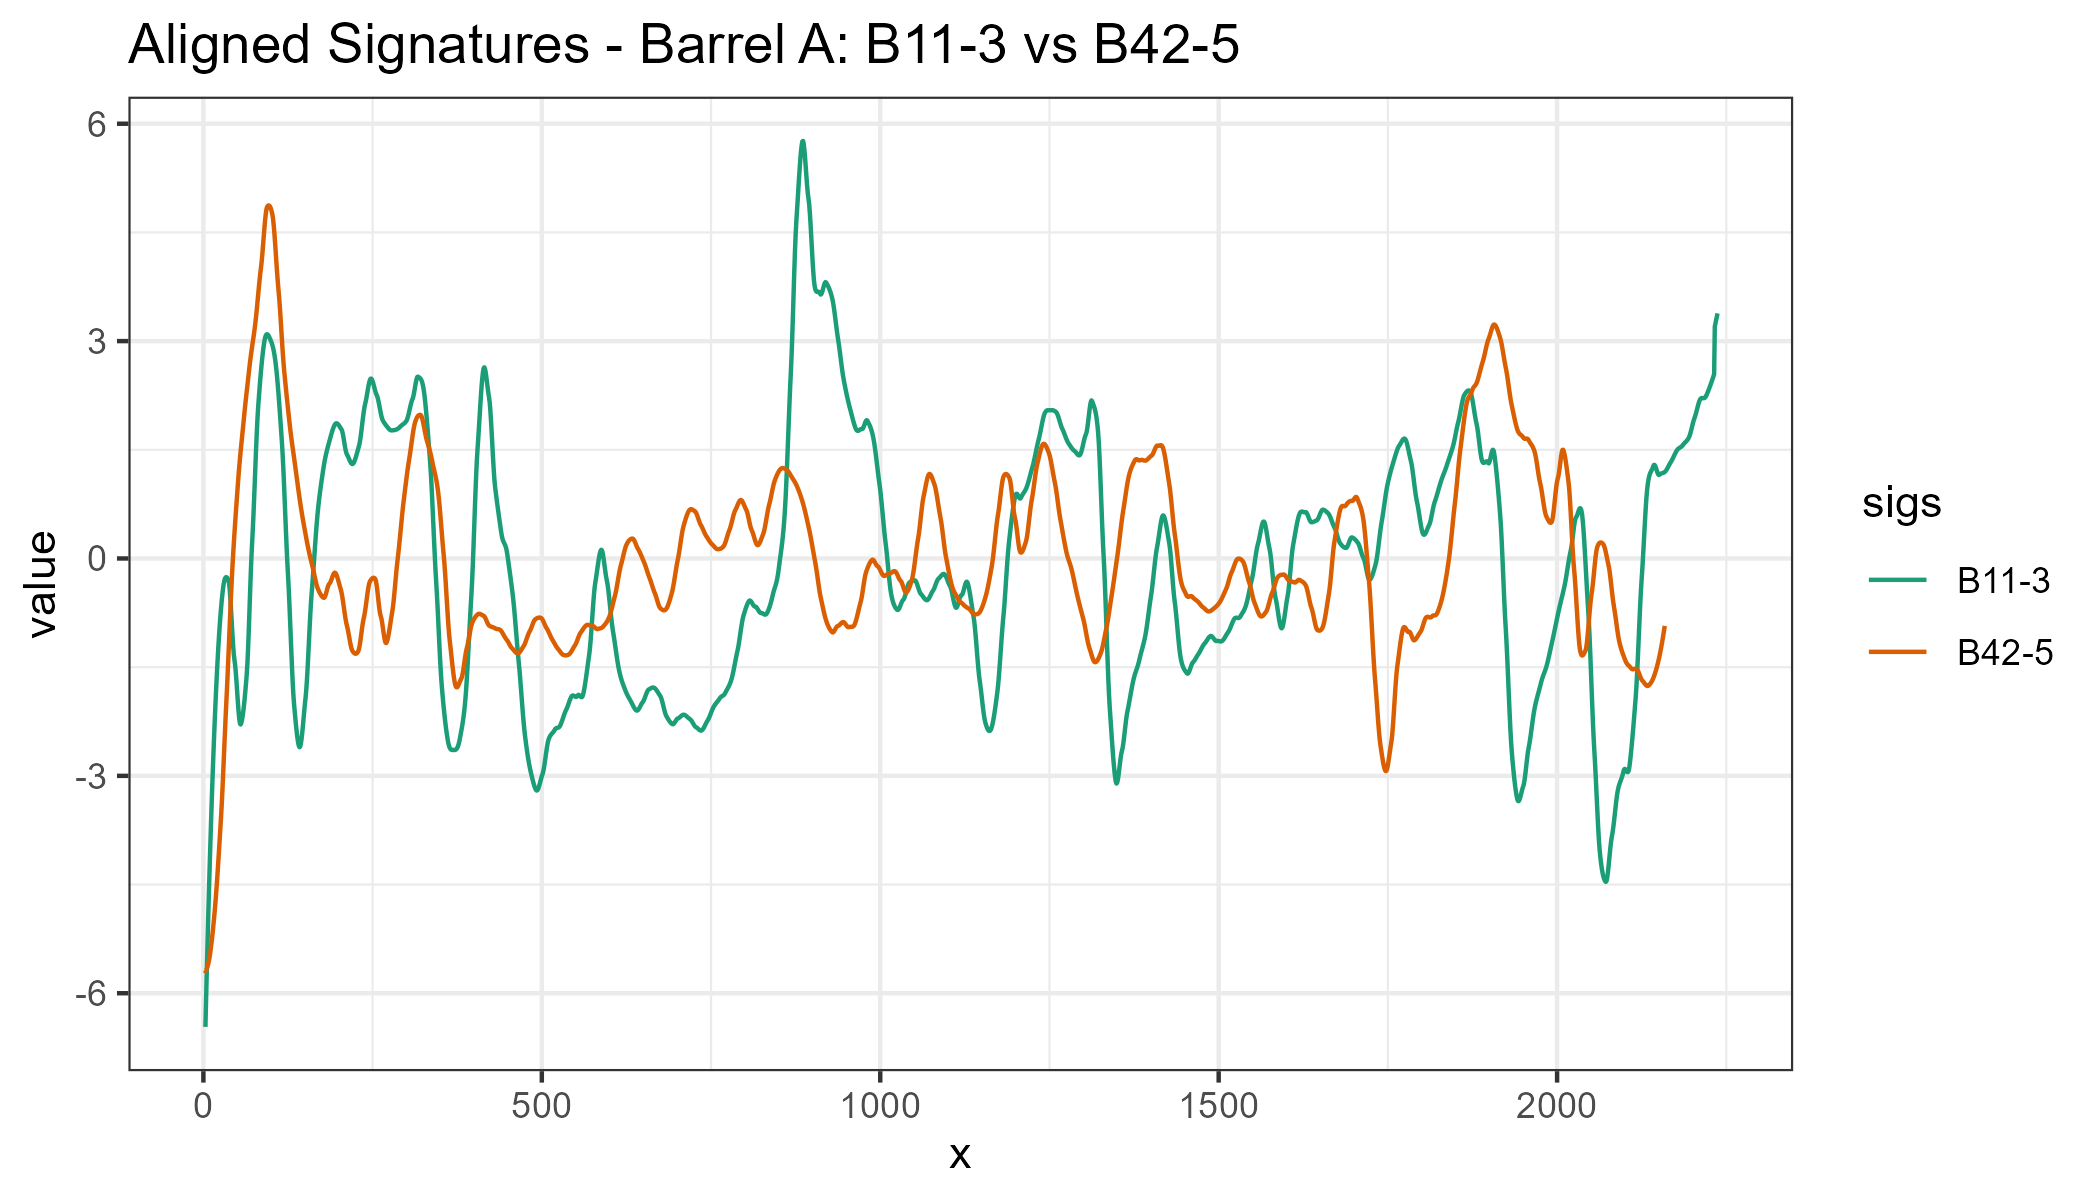 Aligned Signatures - Barrel A: B11-3 vs B42-5
value
6
3
0
-3
-6
0 500 1000 1500 2000
x
sigs
B11-3
B42-5